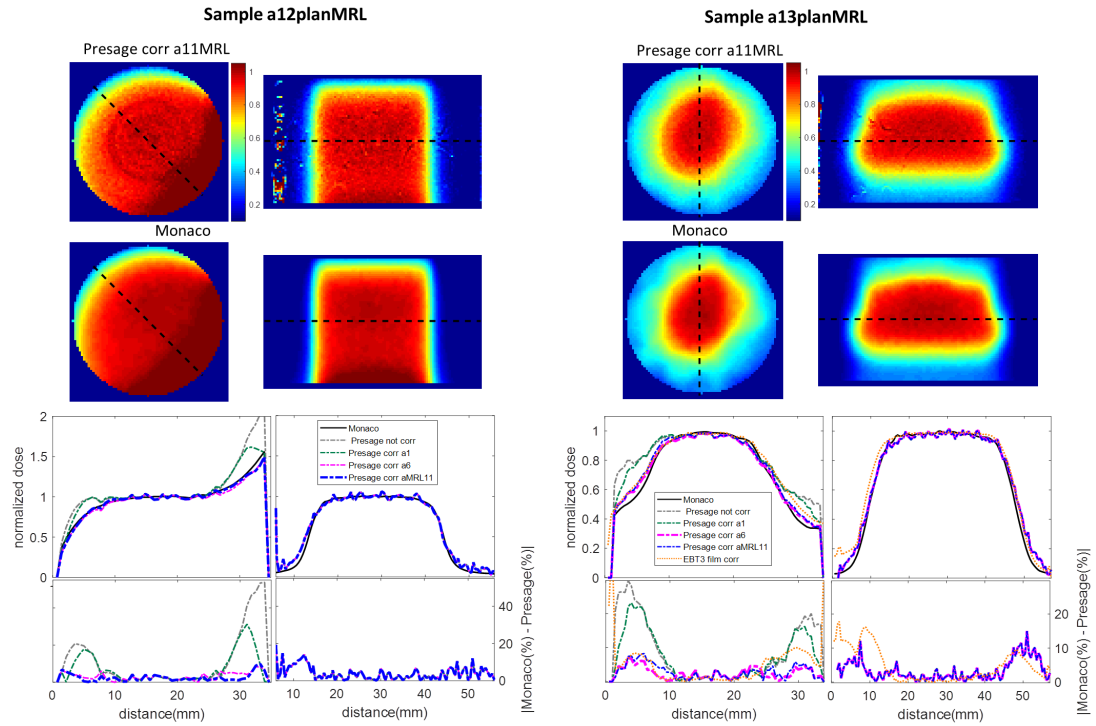 Sample a12planMRL
Sample a13planMRL
Presage corr a11MRL
Presage corr a11MRL
1
0.8
0.6
0.4
0.2
1
0.8
0.6
0.4
0.2
Monaco
Monaco
2
1.5
1
0.5
0
normalized dose
Monaco
Presage not corr
Presage corr a1
Presage corr a6
Presage corr aMRL11
1
0.8
0.6
0.4
0.2
0
normalized dose
Monaco
Presage not corr
Presage corr a1
Presage corr a6
Presage corr aMRL11
EBT3 film corr
40
20
0
|Monaco(%) - Presage(%)|
20
10
0
|Monaco(%) - Presage(%)|
0 10 20 30
10 20 30 40 50
0 10 20 30
0 10 20 30 40 50
distance(mm)
distance(mm)
distance(mm)
distance(mm)